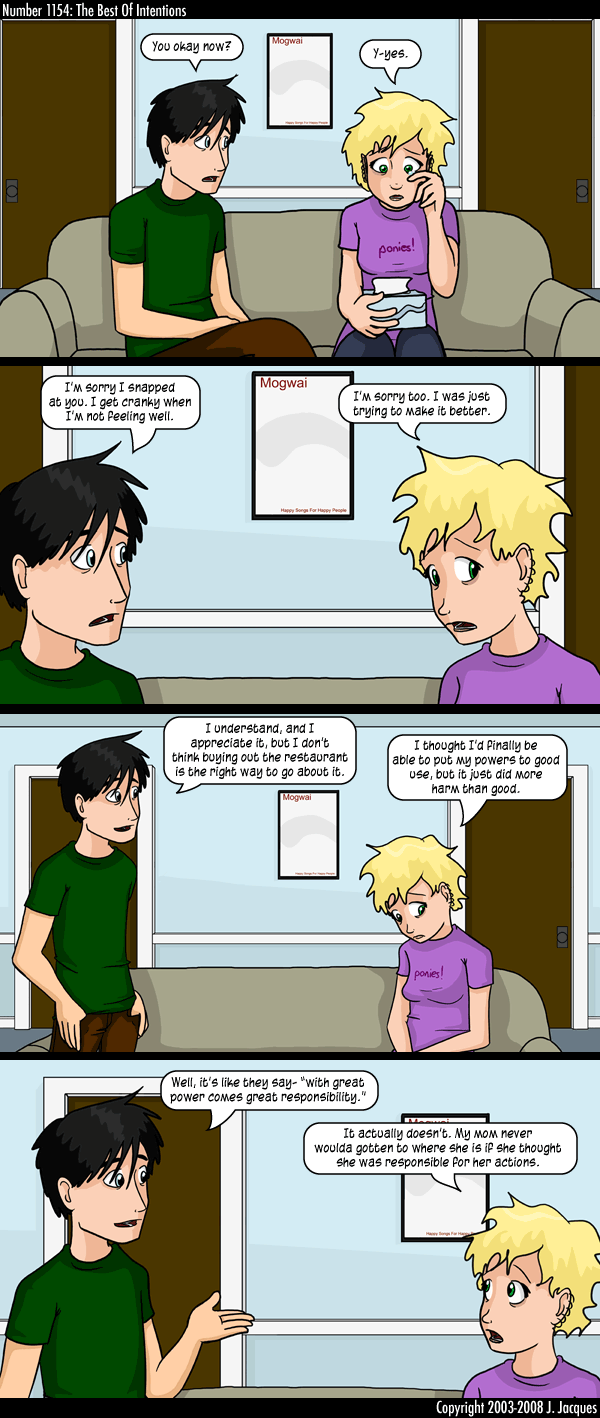 Number 1154: The Best Of Intentions
You okay now?
Mogwai
Y-yes.
Happy Songs For Happy People
ponies!
I'm sorry I snapped
at you. I get cranky when
I'm not feeling well.
Mogwai
I'm sorry too. I was just
trying to make it better.
Happy Songs For Happy People
I understand, and I
appreciate it, but I don't
think buying out the restaurant
is the right way to go about it.
I thought I'd finally be
able to put my powers to good
use, but it just did more
harm than good.
Mogwai
Happy Songs For Happy People
ponies!
Well, it's like they say- "with great
power comes great responsibility."
Mogwai
It actually doesn't. My mom never
woulda gotten to where she is if she thought
she was responsible for her actions.
Happy Songs For Happy P
Copyright 2003-2008 J. Jacques